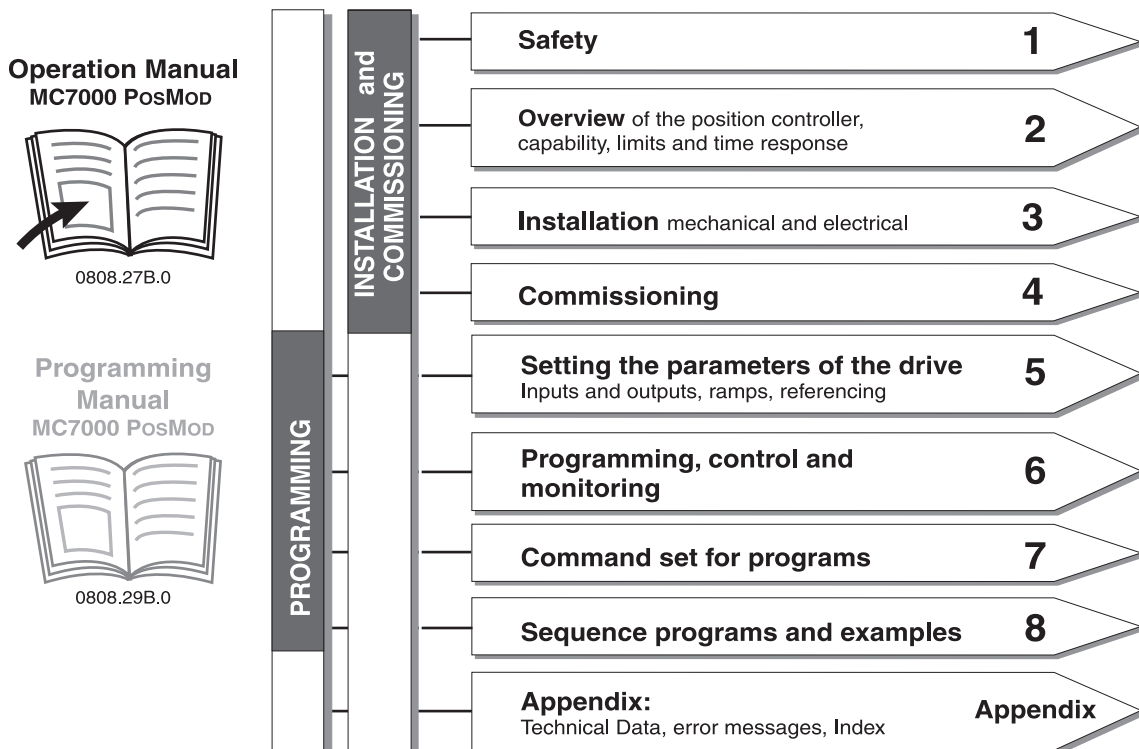 Operation Manual
MC7000 POSMOD
0808.27B.0
Programming
Manual
MC7000 POSMOD
0808.29B.0
PROGRAMMING
INSTALLATION and
COMMISSIONING
Safety 1
Overview of the position controller,
capability, limits and time response 2
Installation mechanical and electrical 3
Commissioning 4
Setting the parameters of the drive
Inputs and outputs, ramps, referencing 5
Programming, control and
monitoring 6
Command set for programs 7
Sequence programs and examples 8
Appendix:
Technical Data, error messages, Index
Appendix